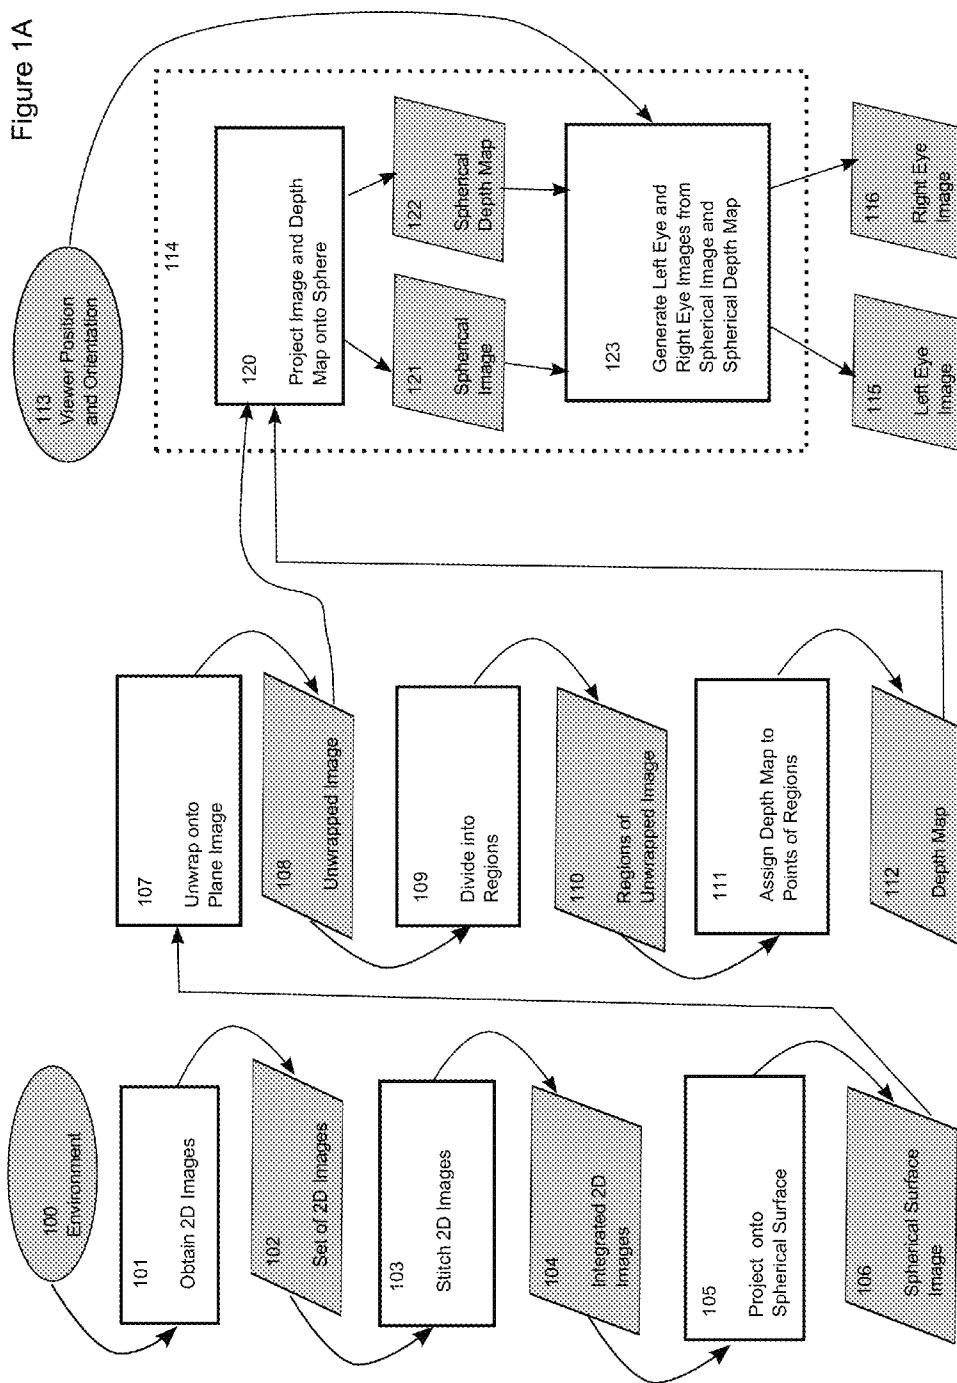 Figure 1A
100
Environment
101
Obtain 2D Images
102
Set of 2D Images
103
Stitch 2D Images
104
Integrated 2D
Images
105
Project onto
Spherical Surface
106
Spherical Surface
Image
107
Unwrap onto
Plane Image
108
Unwrapped Image
109
Divide into
Regions
110
Regions of
Unwrapped Image
111
Assign Depth Map to
Points of Regions
112
Depth Map
113
Viewer Position
and Orientation
114
120
Project Image and Depth
Map onto Sphere
121
Spherical
Image
122
Spherical
Depth Map
123
Generate Left Eye and
Right Eye Images from
Spherical Image and
Spherical Depth Map
115
Left Eye
Image
116
Right Eye
Image